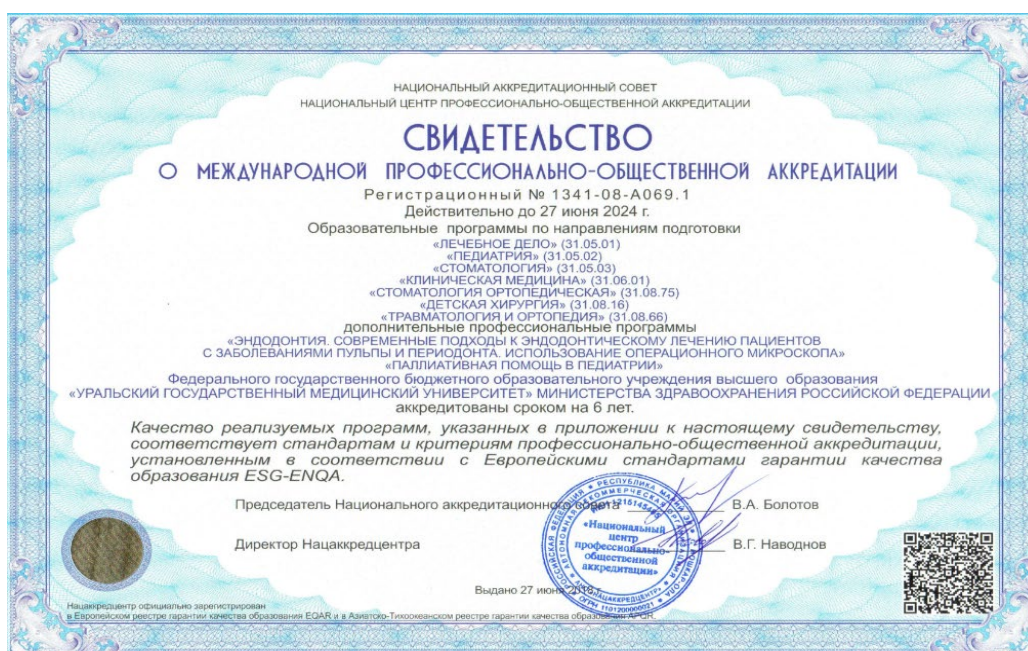 НАЦИОНАЛЬНЫЙ АККРЕДИТАЦИОННЫЙ СОВЕТ
НАЦИОНАЛЬНЫЙ ЦЕНТР ПРОФЕССИОНАЛЬНО-ОБЩЕСТВЕННОЙ АККРЕДИТАЦИИ
СВИДЕТЕЛЬСТВО
О МЕЖДУНАРОДНОЙ ПРОФЕССИОНАЛЬНО-ОБЩЕСТВЕННОЙ АККРЕДИТАЦИИ
Регистрационный № 1341-08-А069.1
Действительно до 27 июня 2024 г.
Образовательные программы по направлениям подготовки
«ЛЕЧЕБНОЕ ДЕЛО» (31.05.01)
«ПЕДИАТРИЯ» (31.05.02)
«СТОМАТОЛОГИЯ» (31.05.03)
«КЛИНИЧЕСКАЯ МЕДИЦИНА» (31.06.01)
«СТОМАТОЛОГИЯ ОРТОПЕДИЧЕСКАЯ» (31.08.75)
«ДЕТСКАЯ ХИРУРГИЯ» (31.08.16)
«ТРАВМАТОЛОГИЯ И ОРТОПЕДИЯ» (31.08.66)
дополнительные профессиональные программы
«ЭНДОДОНТИЯ. СОВРЕМЕННЫЕ ПОДХОДЫ К ЭНДОДОНТИЧЕСКОМУ ЛЕЧЕНИЮ ПАЦИЕНТОВ
С ЗАБОЛЕВАНИЯМИ ПУЛЬПЫ И ПЕРИОДОНТА. ИСПОЛЬЗОВАНИЕ ОПЕРАЦИОННОГО МИКРОСКОПА»
«ПАЛЛИАТИВНАЯ ПОМОЩЬ В ПЕДИАТРИИ»
Федерального государственного бюджетного образовательного учреждения высшего образования
«УРАЛЬСКИЙ ГОСУДАРСТВЕННЫЙ МЕДИЦИНСКИЙ УНИВЕРСИТЕТ» МИНИСТЕРСТВА ЗДРАВООХРАНЕНИЯ РОССИЙСКОЙ ФЕДЕРАЦИИ
аккредитованы сроком на 6 лет.
Качество реализуемых программ, указанных в приложении к настоящему свидетельству,
соответствует стандартам и критериям профессионально-общественной аккредитации,
установленным в соответствии с Европейскими стандартами гарантии качества
образования ESG-ENQA.
Председатель Национального аккредитационного совета В.А. Болотов
Директор Нацаккредцентра В.Г. Наводнов
«Национальный
центр
профессионально-
общественной
аккредитации»
Выдано 27 июня
Нацаккредцентр официально зарегистрирован
в Европейском реестре гарантии качества образования EQAR и в Азиатско-Тихоокеанском реестре гарантии качества образования APQR.